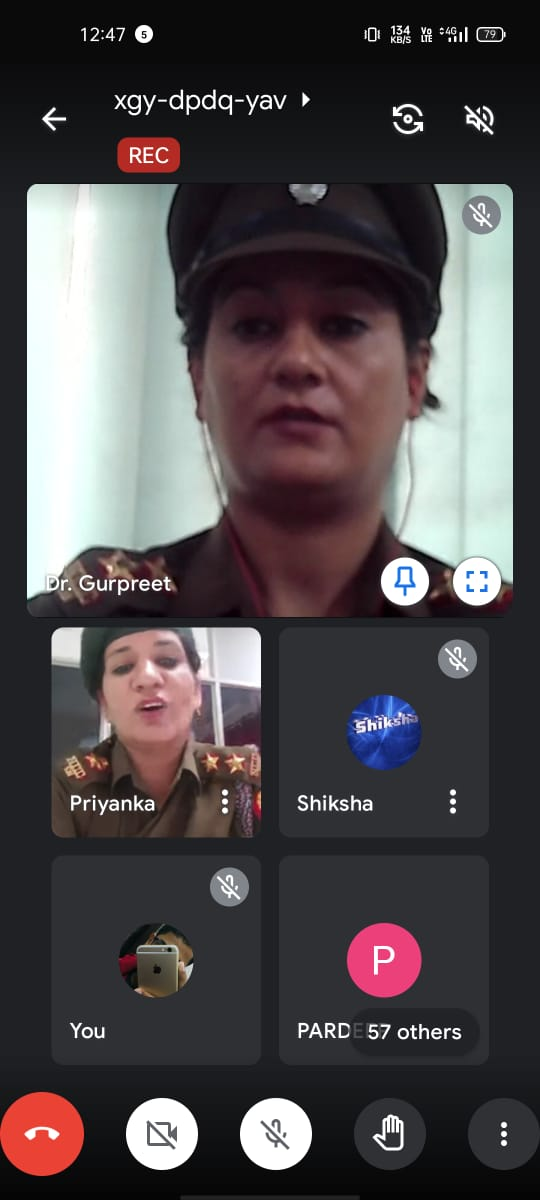 12:47 5 134 KB/S Vo LTE 4G 79
xgy-dpdq-yav
REC
Dr. Gurpreet
Priyanka
Shiksha
Shiksha
You
P
57 others